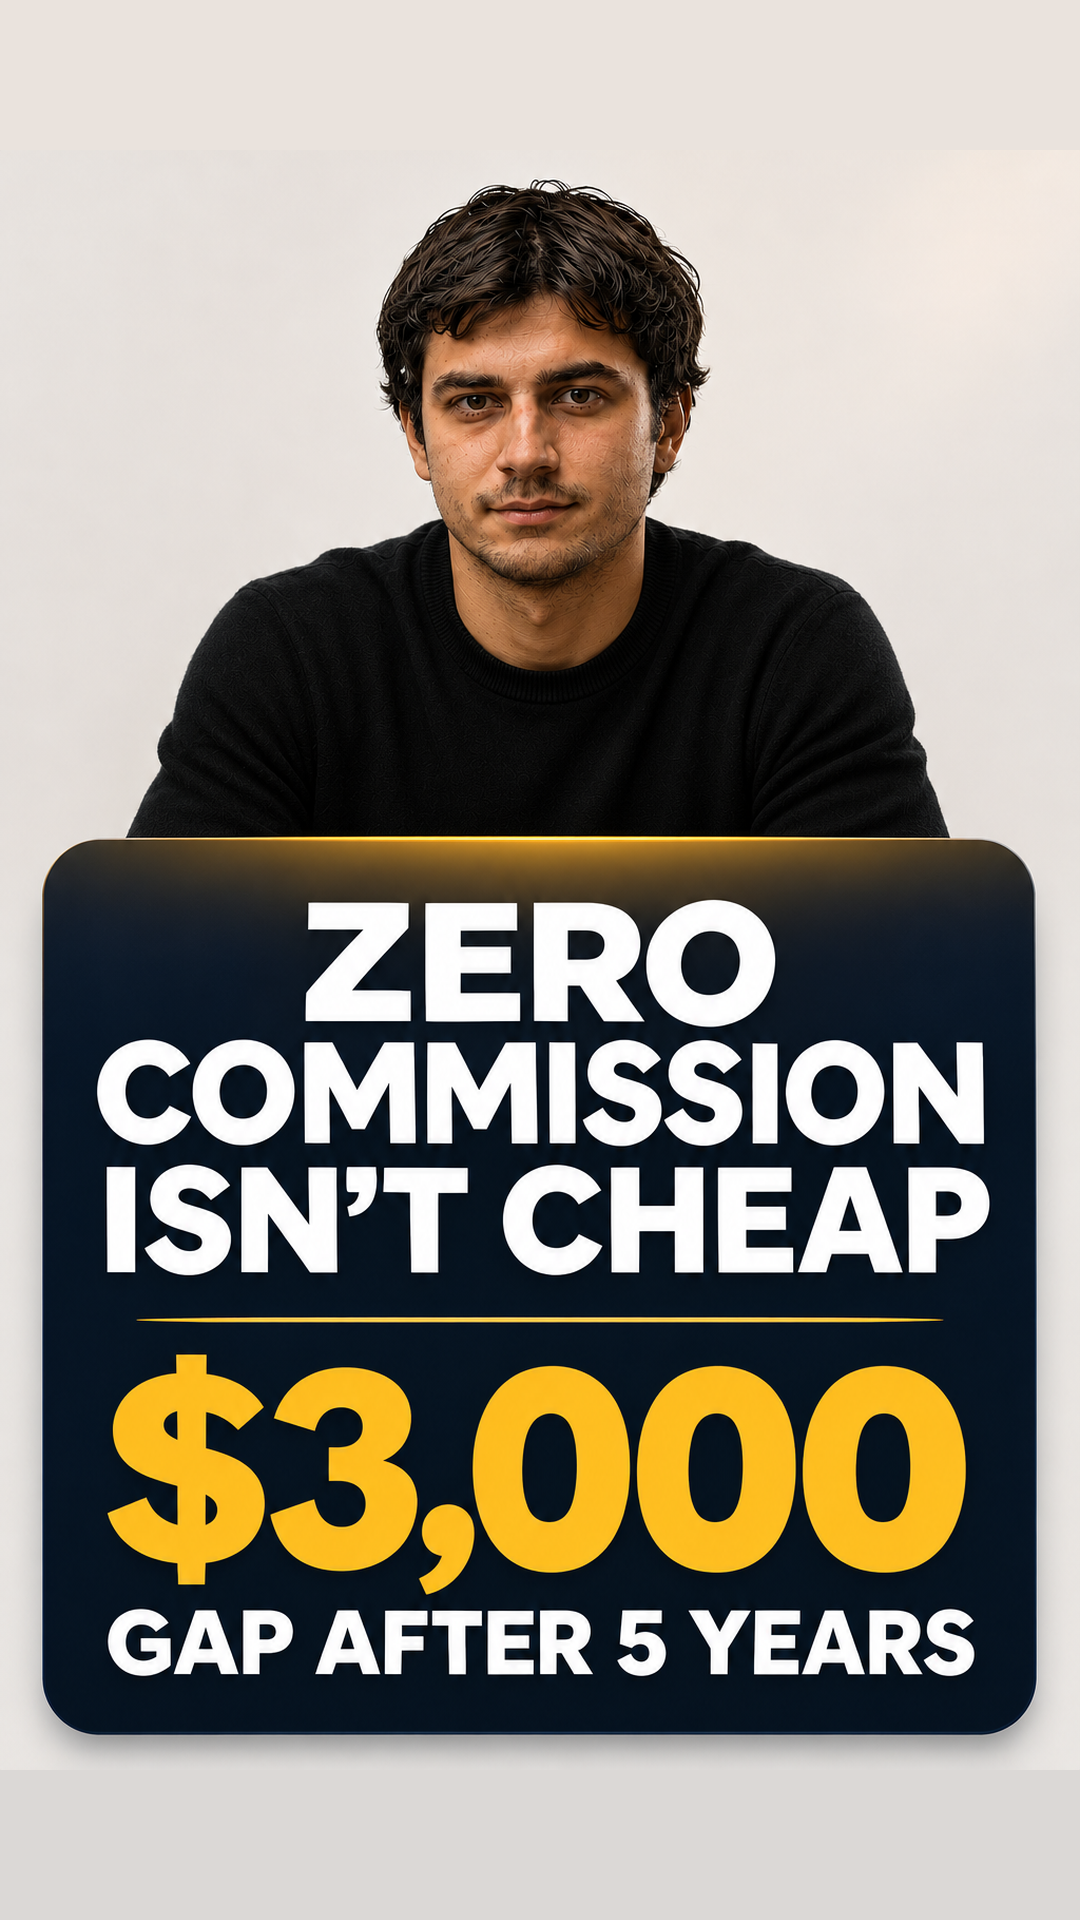 ZERO
COMMISSION
ISN’T CHEAP
$3,000
GAP AFTER 5 YEARS